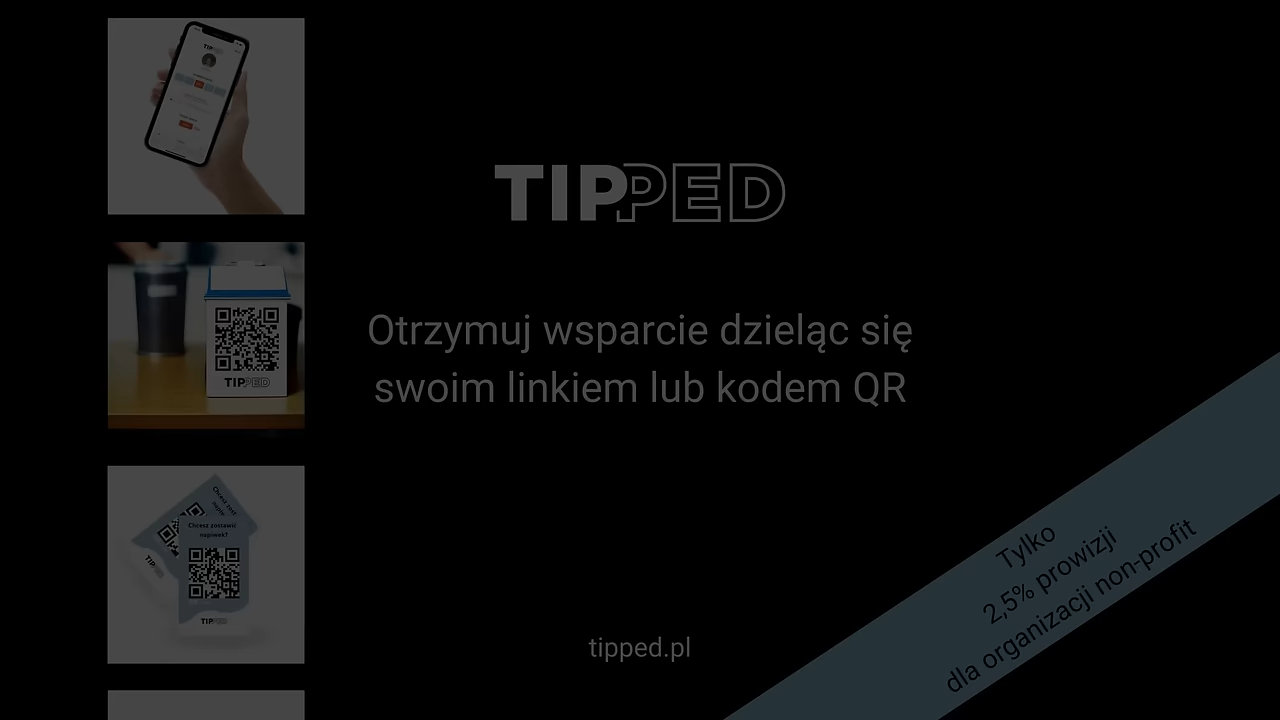 TIPPED
TIPPED
Chcesz zostawić
napiwek?
TIPPED
TIPPED
Otrzymuj wsparcie dzieląc się
swoim linkiem lub kodem QR
tipped.pl
Tylko
2,5% prowizji
dla organizacji non-profit